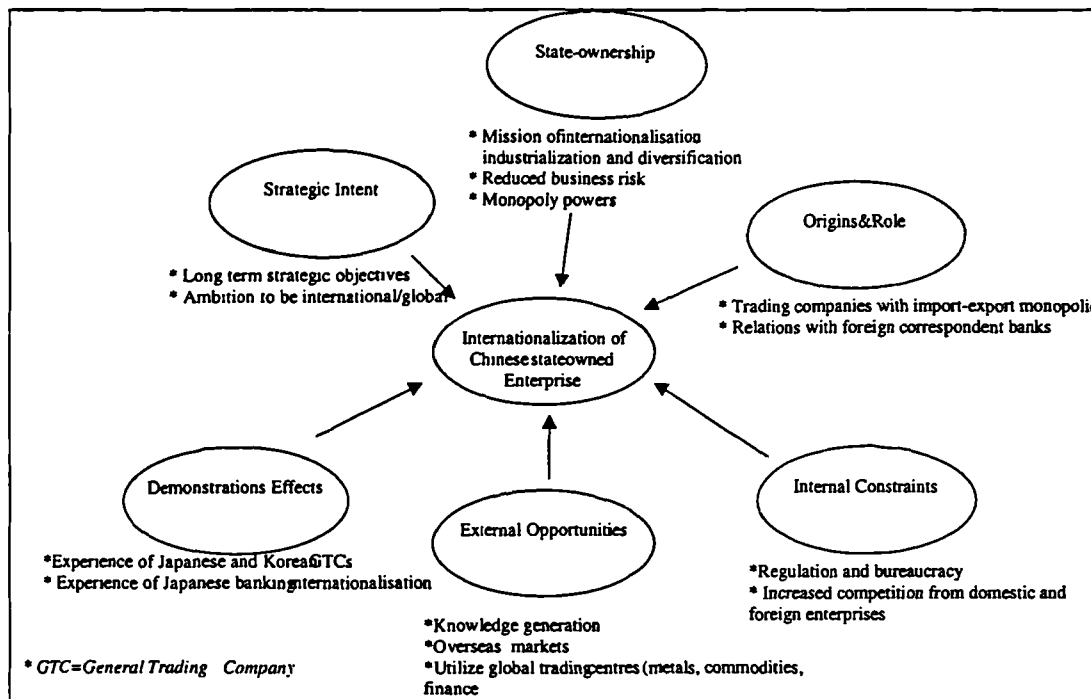 State-ownership
* Mission ofinternationalisation
industrialization and diversification
* Reduced business risk
* Monopoly powers
Strategic Intent
* Long term strategic objectives
* Ambition to be international/global
Origins&Role
* Trading companies with import-export monopolie
* Relations with foreign correspondent banks
Internationalization of
Chinesestateowned
Enterprise
Demonstrations Effects
*Experience of Japanese and KoreanGTCs
* Experience of Japanese bankinginternationalisation
External Opportunities
*Knowledge generation
*Overseas markets
*Utilize global tradingcentres (metals, commodities,
finance
Internal Constraints
*Regulation and bureaucracy
* Increased competition from domestic and
foreign enterprises
* GTC=General Trading Company